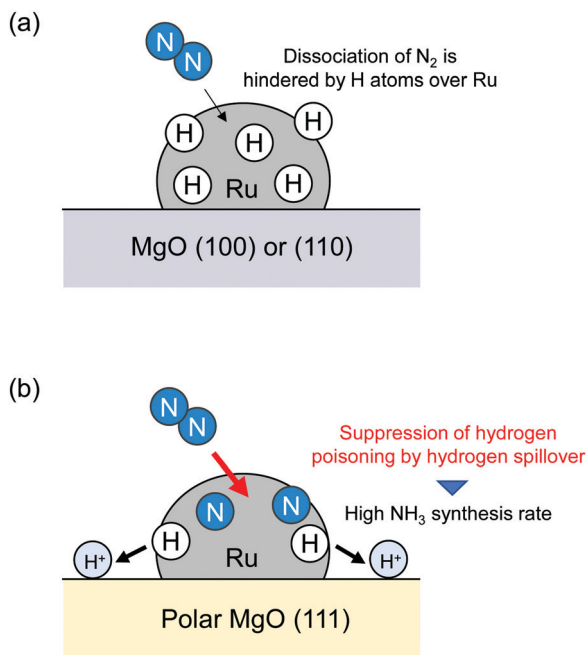 (a)
N
N
Dissociation of N₂ is
hindered by H atoms over Ru
H
H
H
H
H
Ru
MgO (100) or (110)
(b)
N
N
Suppression of hydrogen
poisoning by hydrogen spillover
High NH₃ synthesis rate
N
N
H
H
H⁺
Ru
H⁺
Polar MgO (111)